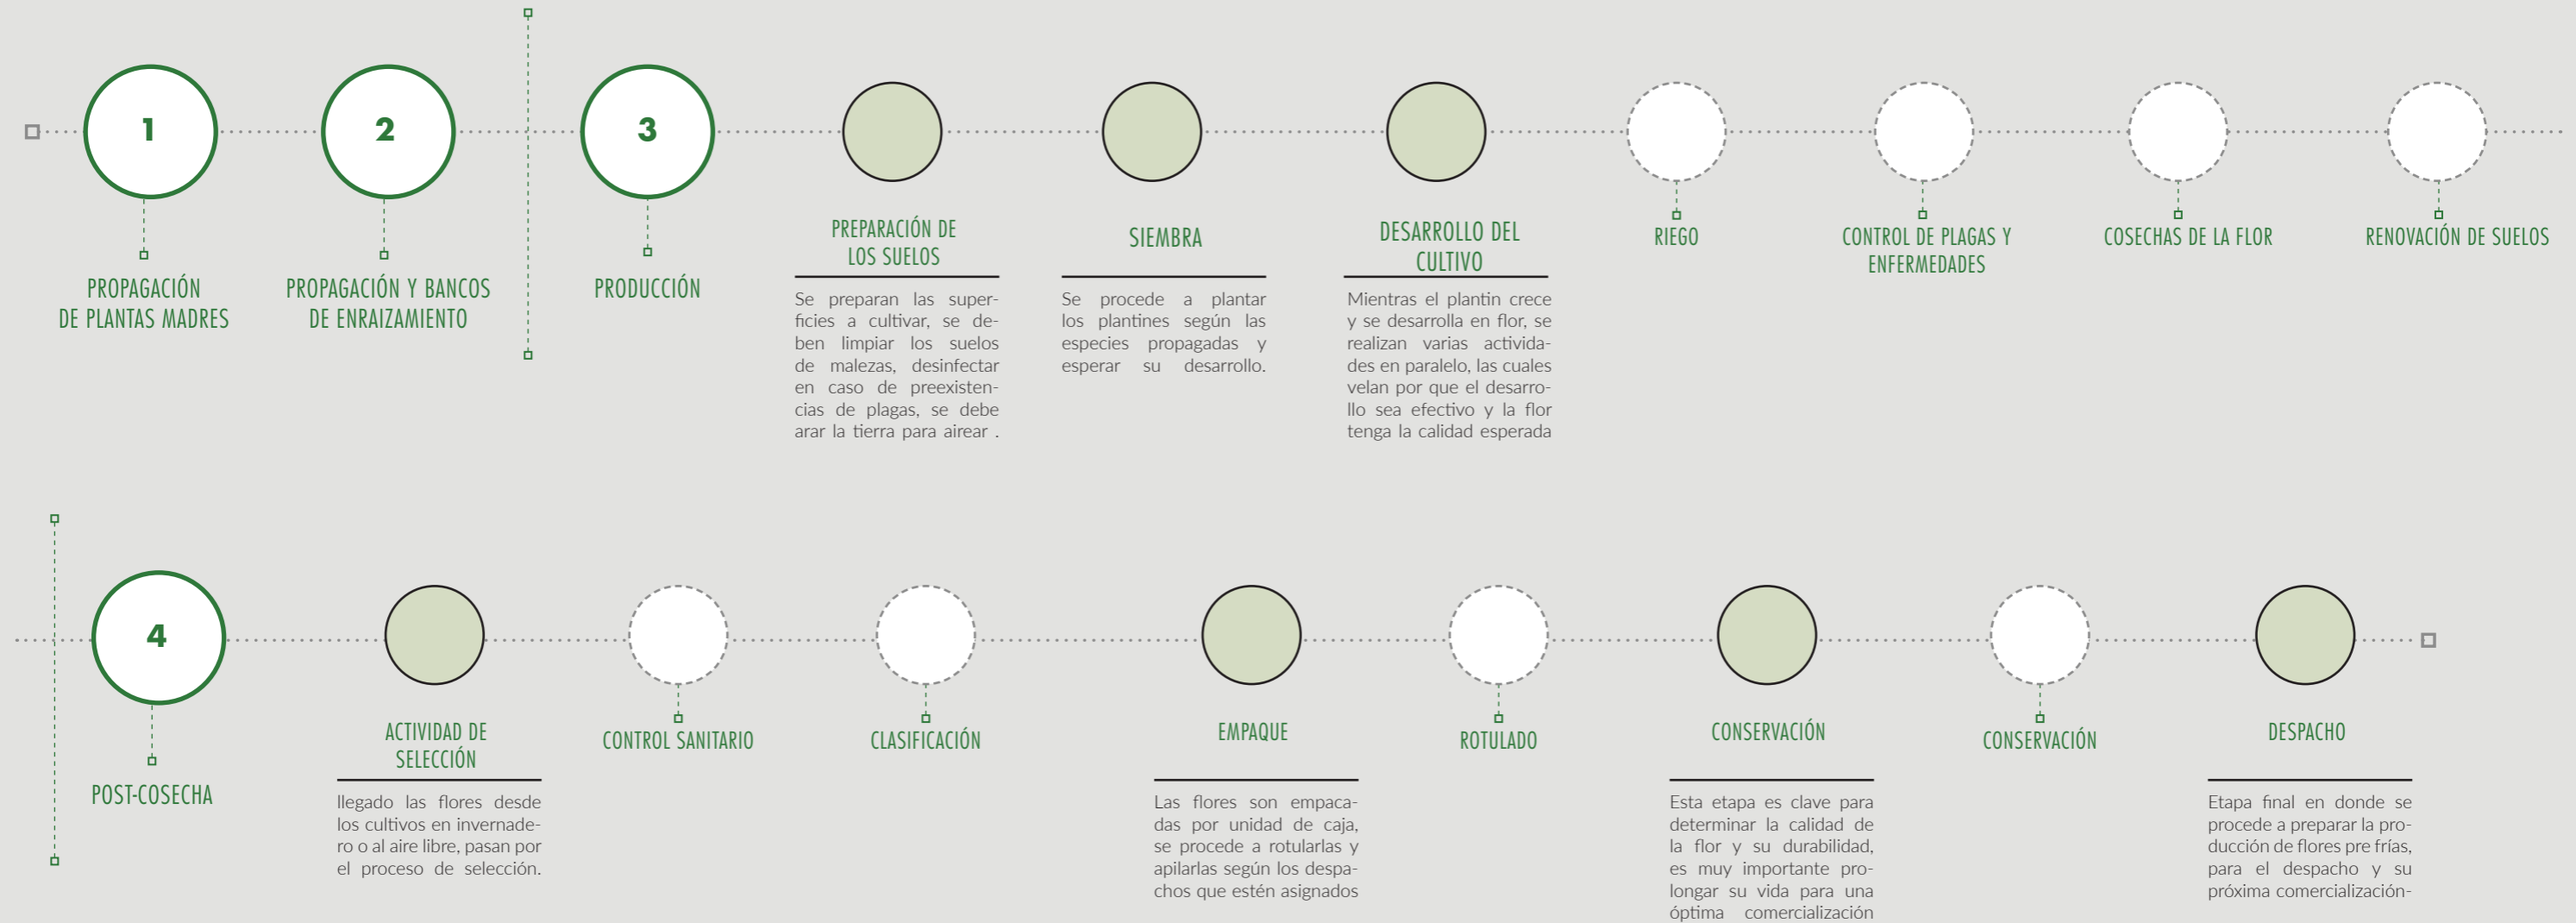 1
PROPAGACIÓN
DE PLANTAS MADRES
2
PROPAGACIÓN Y BANCOS
DE ENRAIZAMIENTO
3
PRODUCCIÓN
PREPARACIÓN DE
LOS SUELOS
Se preparan las super-
ficies a cultivar, se de-
ben limpiar los suelos
de malezas, desinfectar
en caso de preexisten-
cias de plagas, se debe
arar la tierra para airear .
SIEMBRA
Se procede a plantar
los plantines según las
especies propagadas y
esperar su desarrollo.
DESARROLLO DEL
CULTIVO
Mientras el plantin crece
y se desarrolla en flor, se
realizan varias activida-
des en paralelo, las cuales
velan por que el desarro-
llo sea efectivo y la flor
tenga la calidad esperada
RIEGO
CONTROL DE PLAGAS Y
ENFERMEDADES
COSECHAS DE LA FLOR
RENOVACIÓN DE SUELOS
4
POST-COSECHA
ACTIVIDAD DE
SELECCIÓN
llegado las flores desde
los cultivos en invernade-
ro o al aire libre, pasan por
el proceso de selección.
CONTROL SANITARIO
CLASIFICACIÓN
EMPAQUE
Las flores son empaca-
das por unidad de caja,
se procede a rotularlas y
apilarlas según los despa-
chos que estén asignados
ROTULADO
CONSERVACIÓN
Esta etapa es clave para
determinar la calidad de
la flor y su durabilidad,
es muy importante pro-
longar su vida para una
óptima comercialización
CONSERVACIÓN
DESPACHO
Etapa final en donde se
procede a preparar la pro-
ducción de flores pre frías,
para el despacho y su
próxima comercialización-